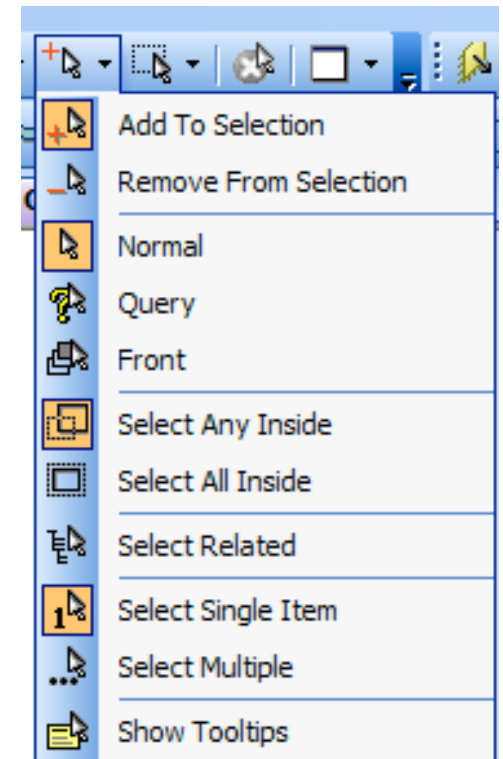 Add To Selection
Remove From Selection
Normal
Query
Front
Select Any Inside
Select All Inside
Select Related
1
Select Single Item
Select Multiple
Show Tooltips